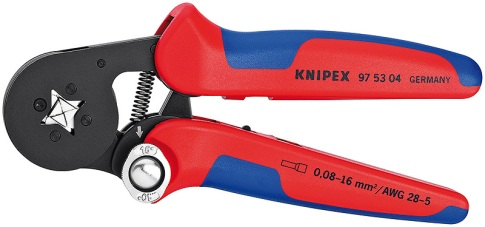 KNIPEX 97 53 04 GERMANY
0,08-16 mm²/AWG 28-5